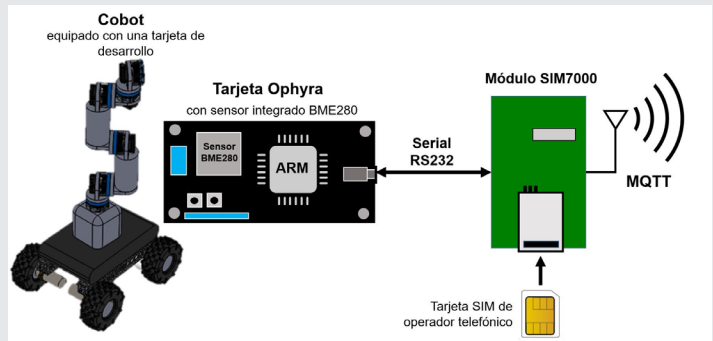 Cobot
equipado con una tarjeta de
desarrollo
Tarjeta Ophyra
con sensor integrado BME280
Sensor
BME280
ARM
Serial
RS232
Módulo SIM7000
MQTT
Tarjeta SIM de
operador telefónico